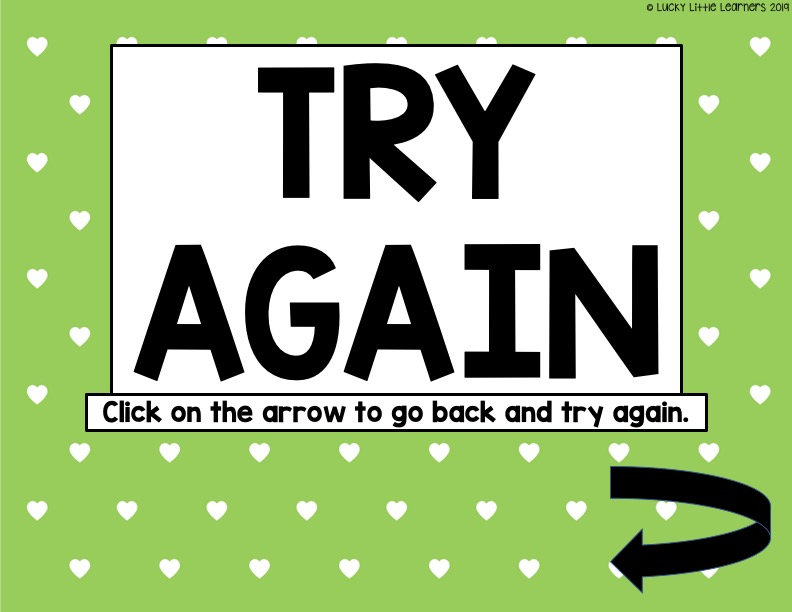 © Lucky Little Learners 2019
TRY
AGAIN
Click on the arrow to go back and try again.